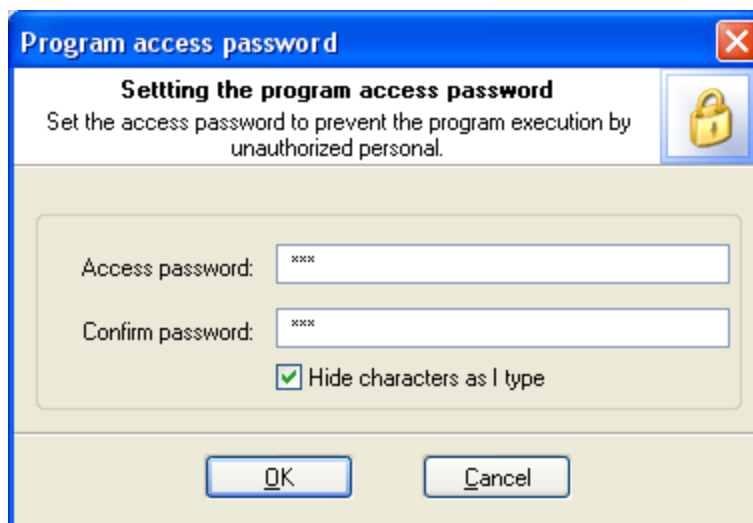 Program access password
Settting the program access password
Set the access password to prevent the program execution by
unauthorized personal.
Access password: ***
Confirm password: ***
Hide characters as I type
OK Cancel